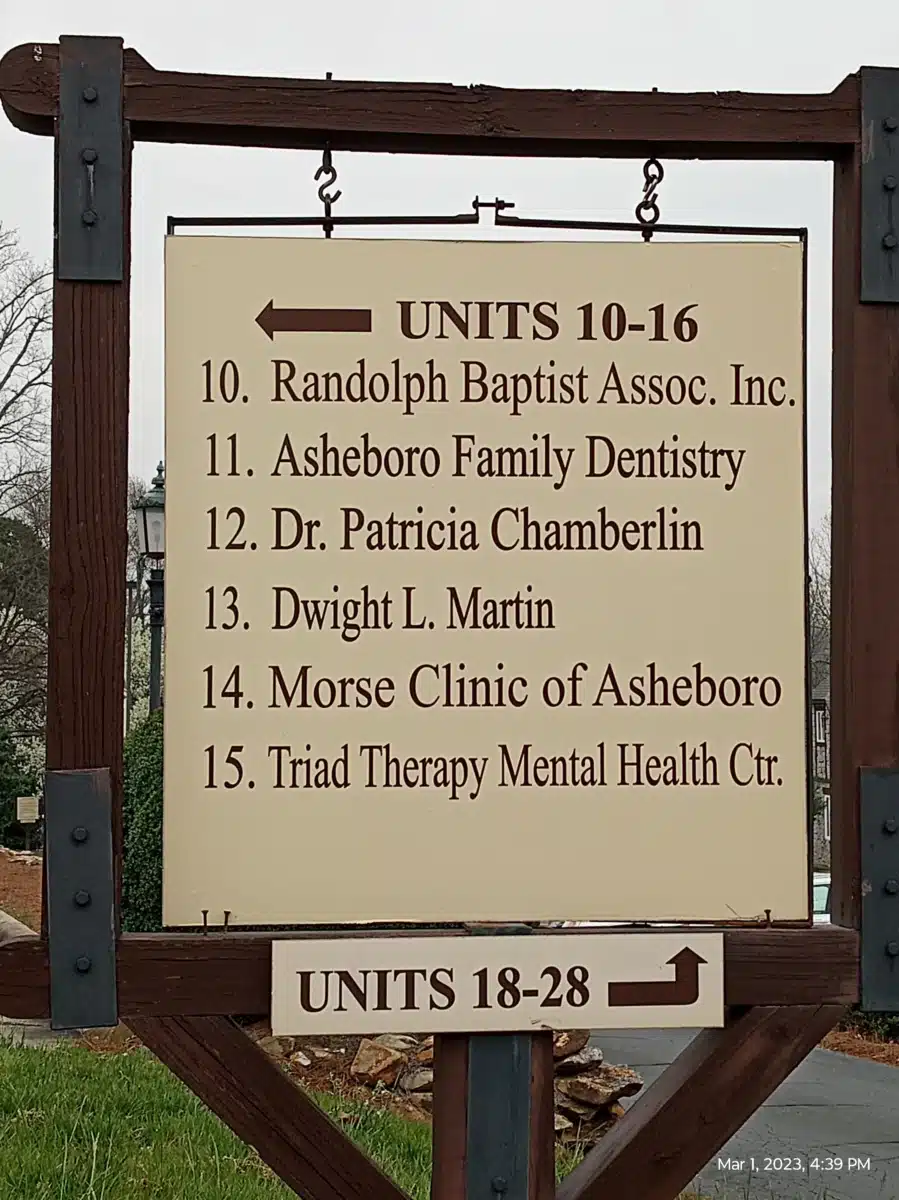 UNITS 10-16
10. Randolph Baptist Assoc. Inc.
11. Asheboro Family Dentistry
12. Dr. Patricia Chamberlin
13. Dwight L. Martin
14. Morse Clinic of Asheboro
15. Triad Therapy Mental Health Ctr.
UNITS 18-28
Mar 1, 2023, 4:39 PM